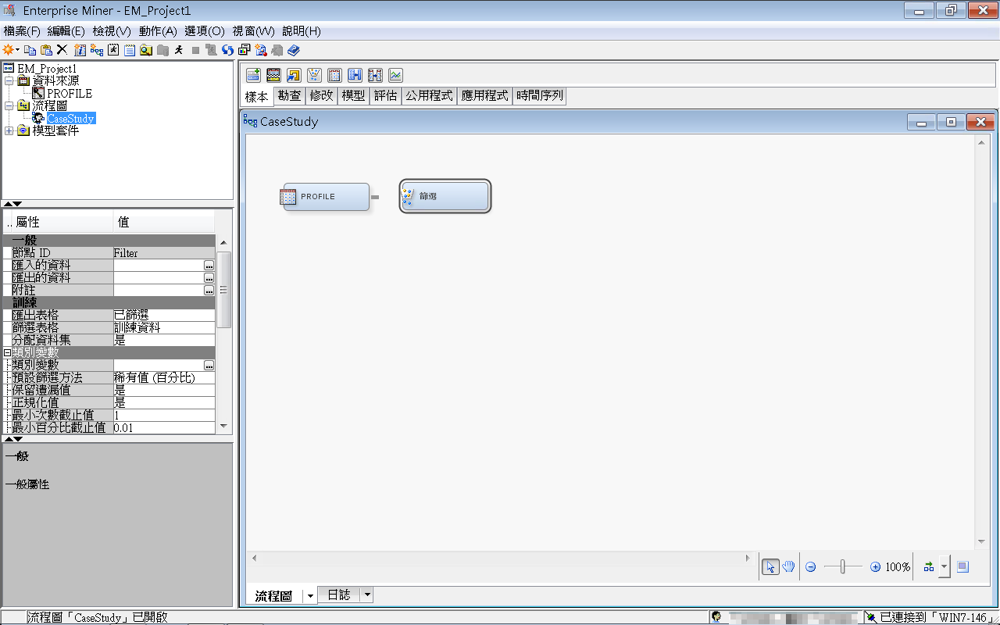 Enterprise Miner - EM_Project1
檔案(F) 編輯(E) 檢視(V) 動作(A) 選項(O) 視窗(W) 說明(H)
EM_Project1
資料來源
PROFILE
流程圖
CaseStudy
模型套件
樣本 勘查 修改 模型 評估 公用程式 應用程式 時間序列
CaseStudy
PROFILE
篩選
.. 屬性 值
一般
節點 ID Filter
匯入的資料 ...
匯出的資料 ...
附註 ...
訓練
匯出表格 已篩選
篩選表格 訓練資料
分配資料集 是
類別變數
類別變數 ...
預設篩選方法 稀有值 (百分比)
保留遺漏值 是
正規化值 是
最小次數截止值 1
最小百分比截止值 0.01
一般
一般屬性
100%
流程圖 日誌
流程圖「CaseStudy」已開啟
已連接到「WIN7-146」